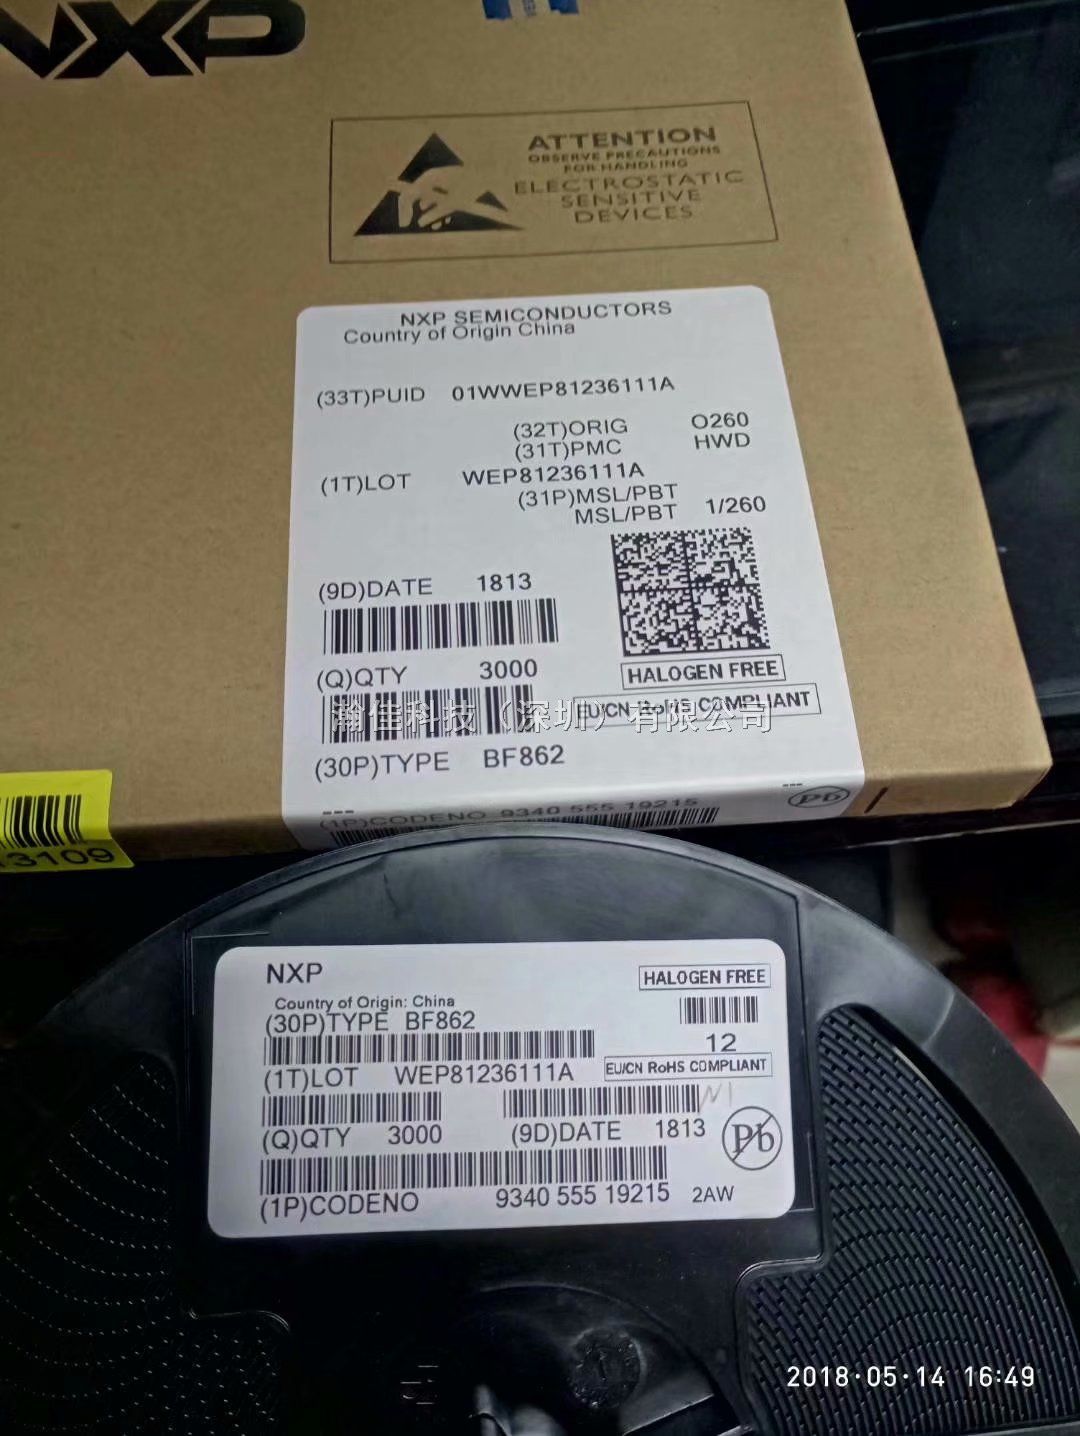 NXP
ATTENTION
OBSERVE PRECAUTIONS
FOR HANDLING
ELECTROSTATIC
SENSITIVE
DEVICES
NXP SEMICONDUCTORS
Country of Origin China
(33T)PUID 01WWEP81236111A
(32T)ORIG O260
(31T)PMC HWD
(1T)LOT WEP81236111A
(31P)MSL/PBT
MSL/PBT 1/260
(9D)DATE 1813
(Q)QTY 3000
HALOGEN FREE
EU/CN RoHS COMPLIANT
瀚佳科技（深圳）有限公司
(30P)TYPE BF862
(1P)CODENO 9340 555 19215
Pb
13109
NXP
HALOGEN FREE
Country of Origin: China
(30P)TYPE BF862
12
(1T)LOT WEP81236111A
EU/CN RoHS COMPLIANT
(Q)QTY 3000
(9D)DATE 1813
Pb
(1P)CODENO 9340 555 19215 2AW
2018·05·14 16:49